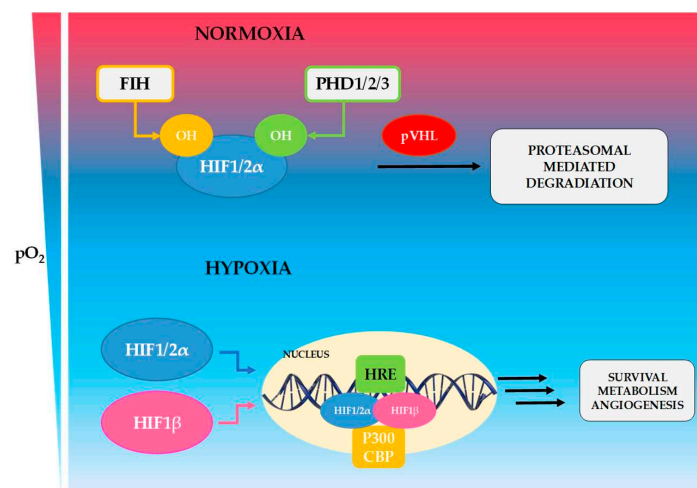 NORMOXIA
FIH
PHD1/2/3
OH
OH
HIF1/2α
pVHL
PROTEASOMAL
MEDIATED
DEGRADATION
pO₂
HYPOXIA
HIF1/2α
HIF1β
NUCLEUS
HRE
HIF1/2α
HIF1β
P300
CBP
SURVIVAL
METABOLISM
ANGIOGENESIS